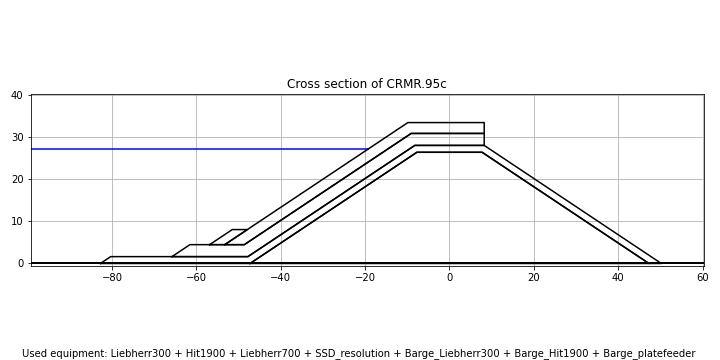 Cross section of CRMR.95c
40
30
20
10
0
−80 −60 −40 −20 0 20 40 60
Used equipment: Liebherr300 + Hit1900 + Liebherr700 + SSD_resolution + Barge_Liebherr300 + Barge_Hit1900 + Barge_platefeeder